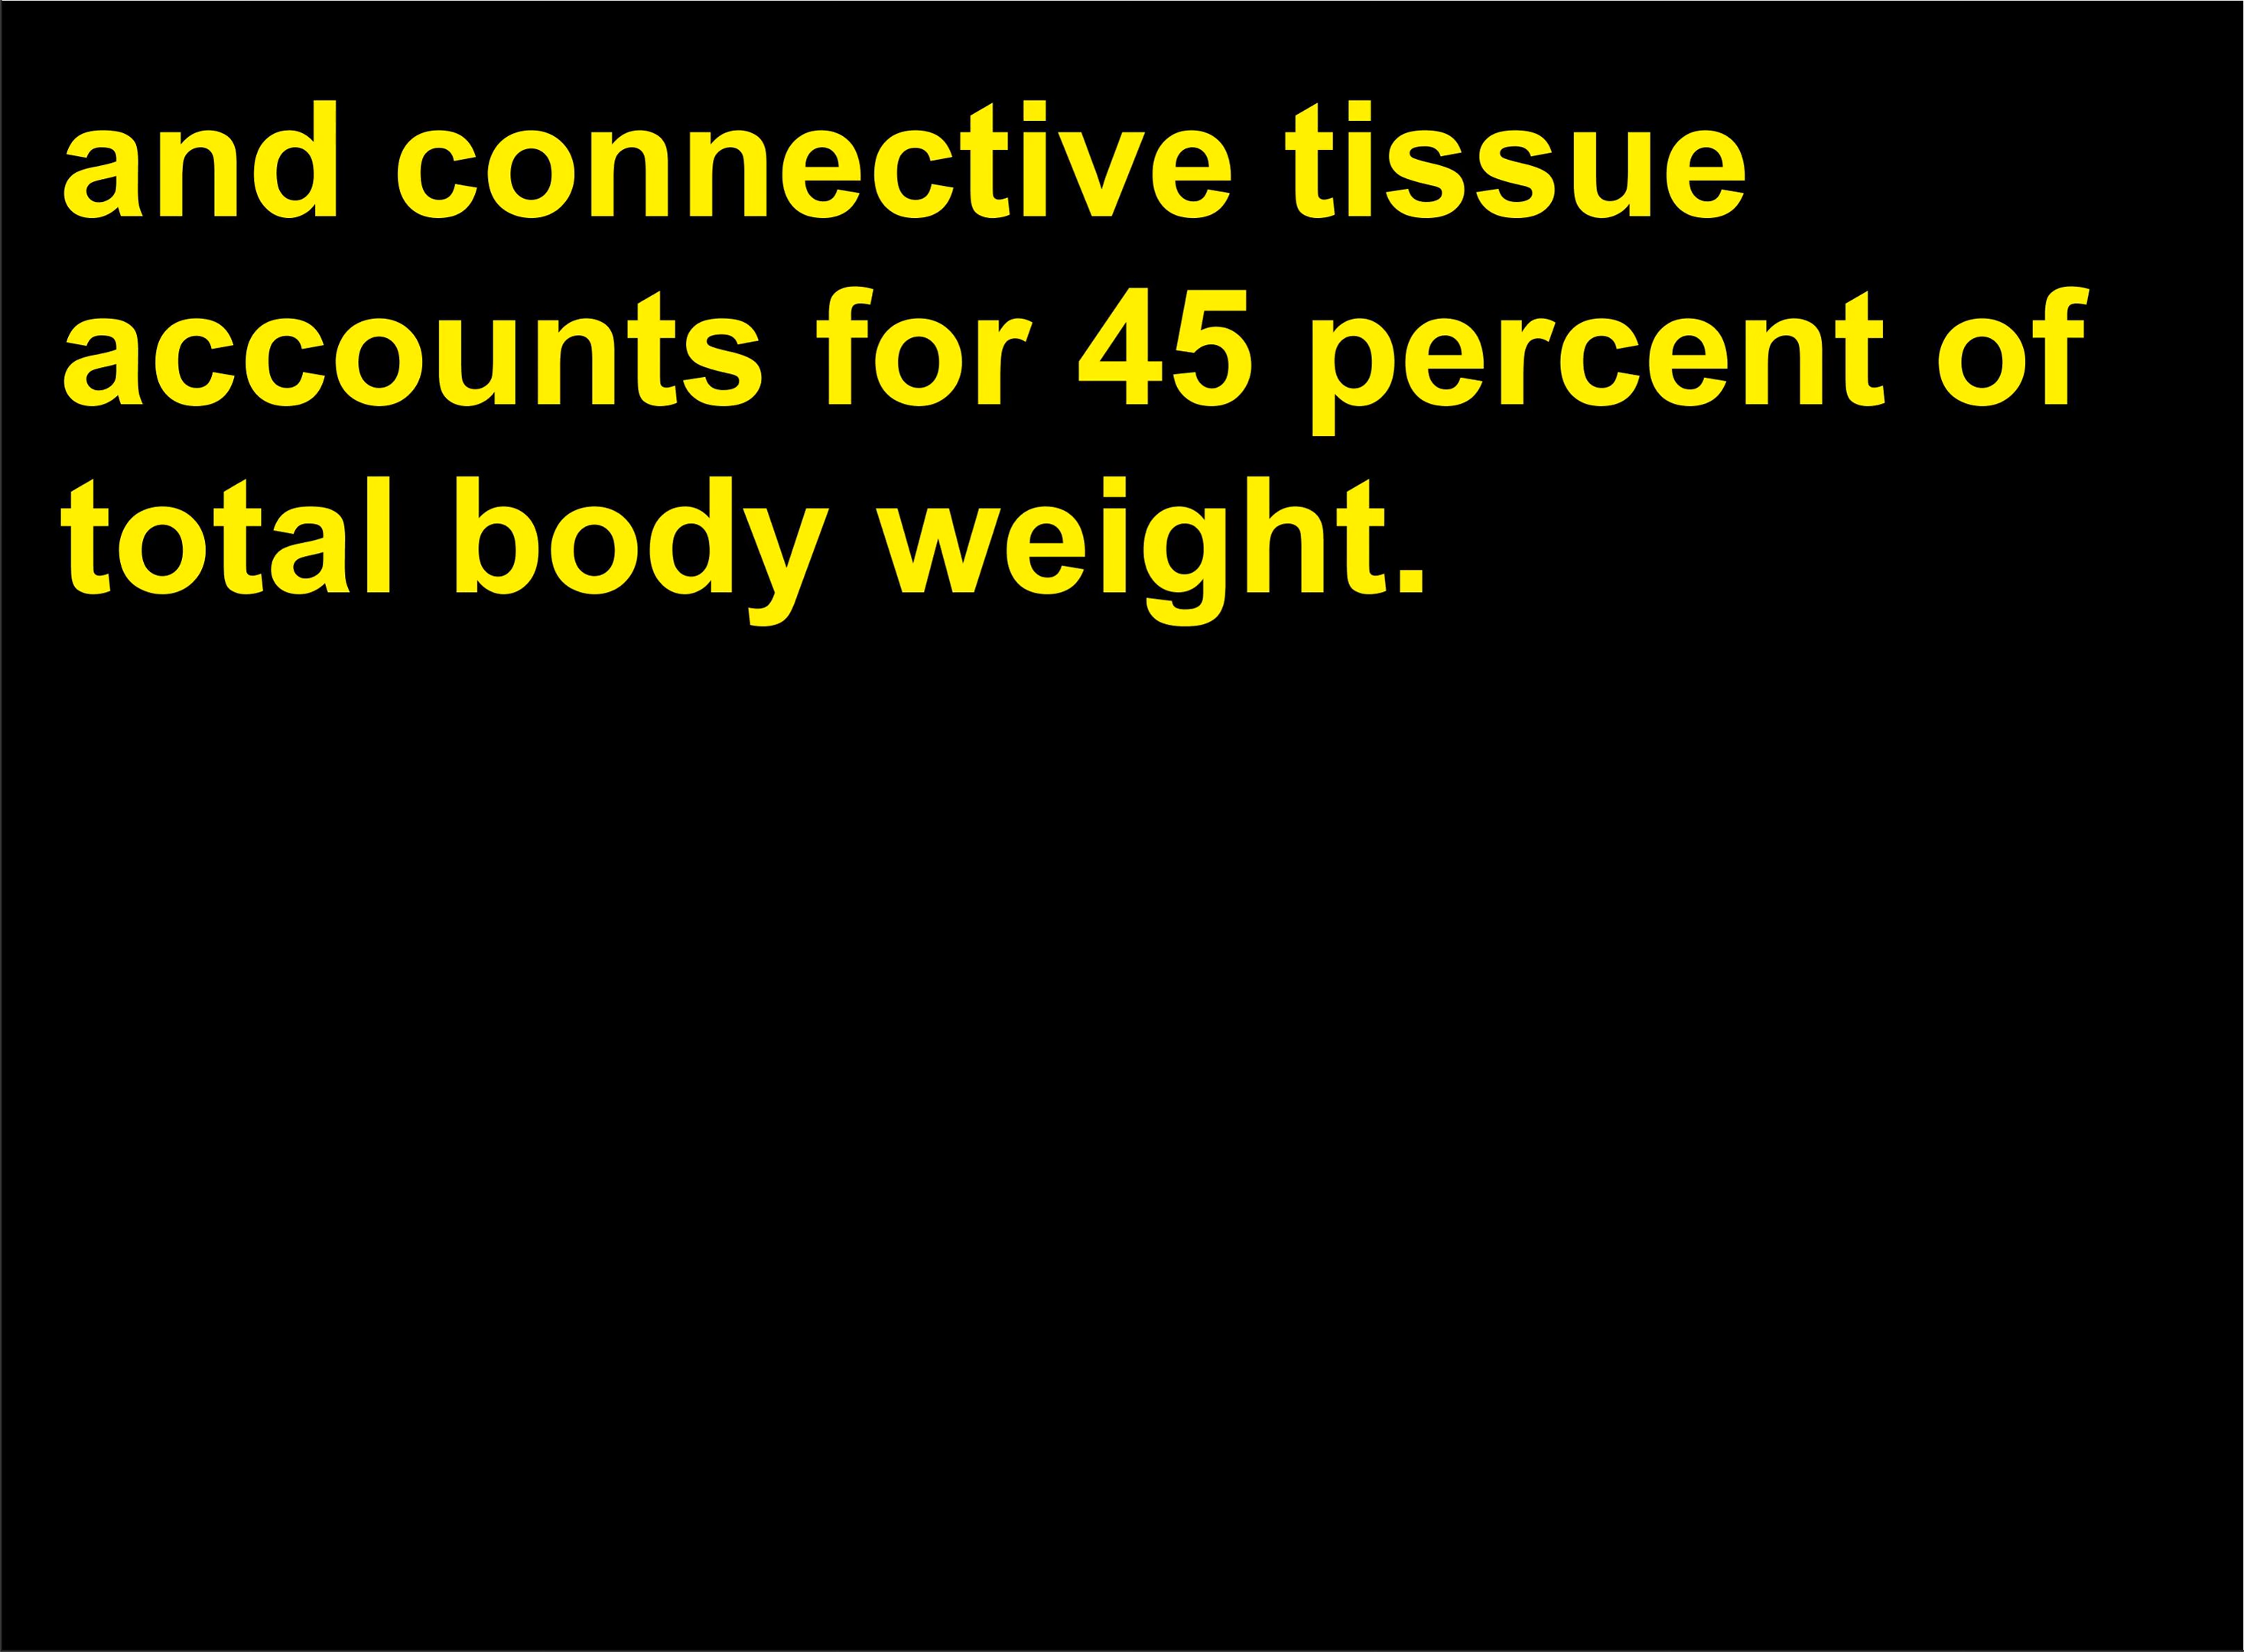 and connective tissue
accounts for 45 percent of
total body weight.